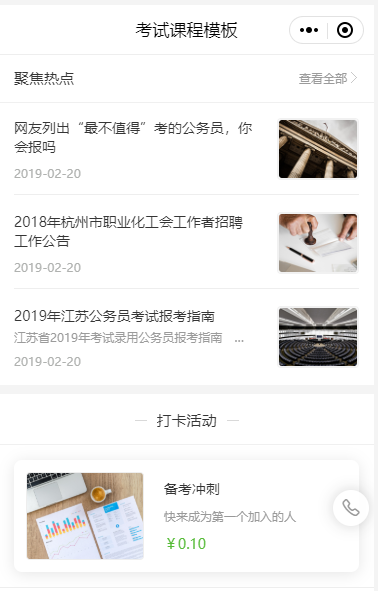 考试课程模板
聚焦热点
查看全部
网友列出“最不值得”考的公务员，你
会报吗
2019-02-20
2018年杭州市职业化工会工作者招聘
工作公告
2019-02-20
2019年江苏公务员考试报考指南
江苏省2019年考试录用公务员报考指南 ...
2019-02-20
打卡活动
备考冲刺
快来成为第一个加入的人
￥0.10